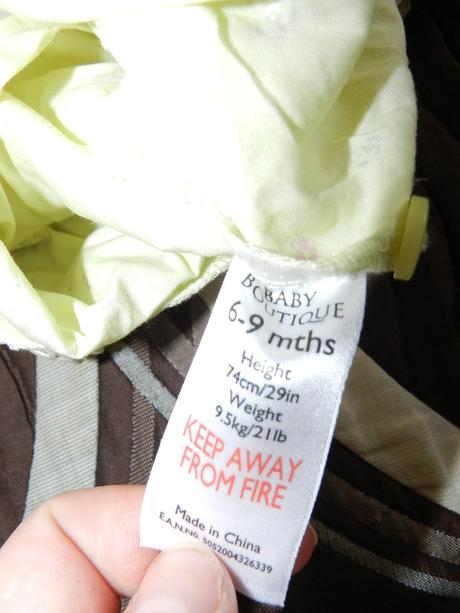 BABY
BOUTIQUE
6-9 mths
Height
74cm/29in
Weight
9.5kg/21lb
KEEP AWAY
FROM FIRE
Made in China
E.A.N.Nº. 5052004326339